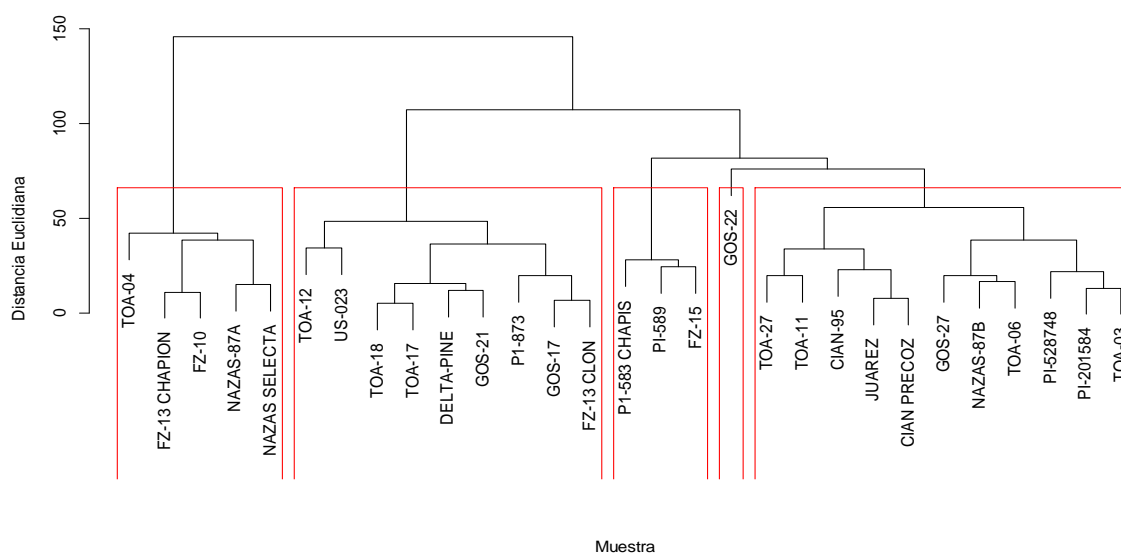 Distancia Euclidiana
150
100
50
0
TOA-04
FZ-13 CHAPION
FZ-10
NAZAS-87A
NAZAS SELECTA
TOA-12
US-023
TOA-18
TOA-17
DELTA-PINE
GOS-21
P1-873
GOS-17
FZ-13 CLON
P1-583 CHAPIS
PI-589
FZ-15
GOS-22
TOA-27
TOA-11
CIAN-95
JUAREZ
CIAN PRECOZ
GOS-27
NAZAS-87B
TOA-06
PI-528748
PI-201584
TOA-03
Muestra